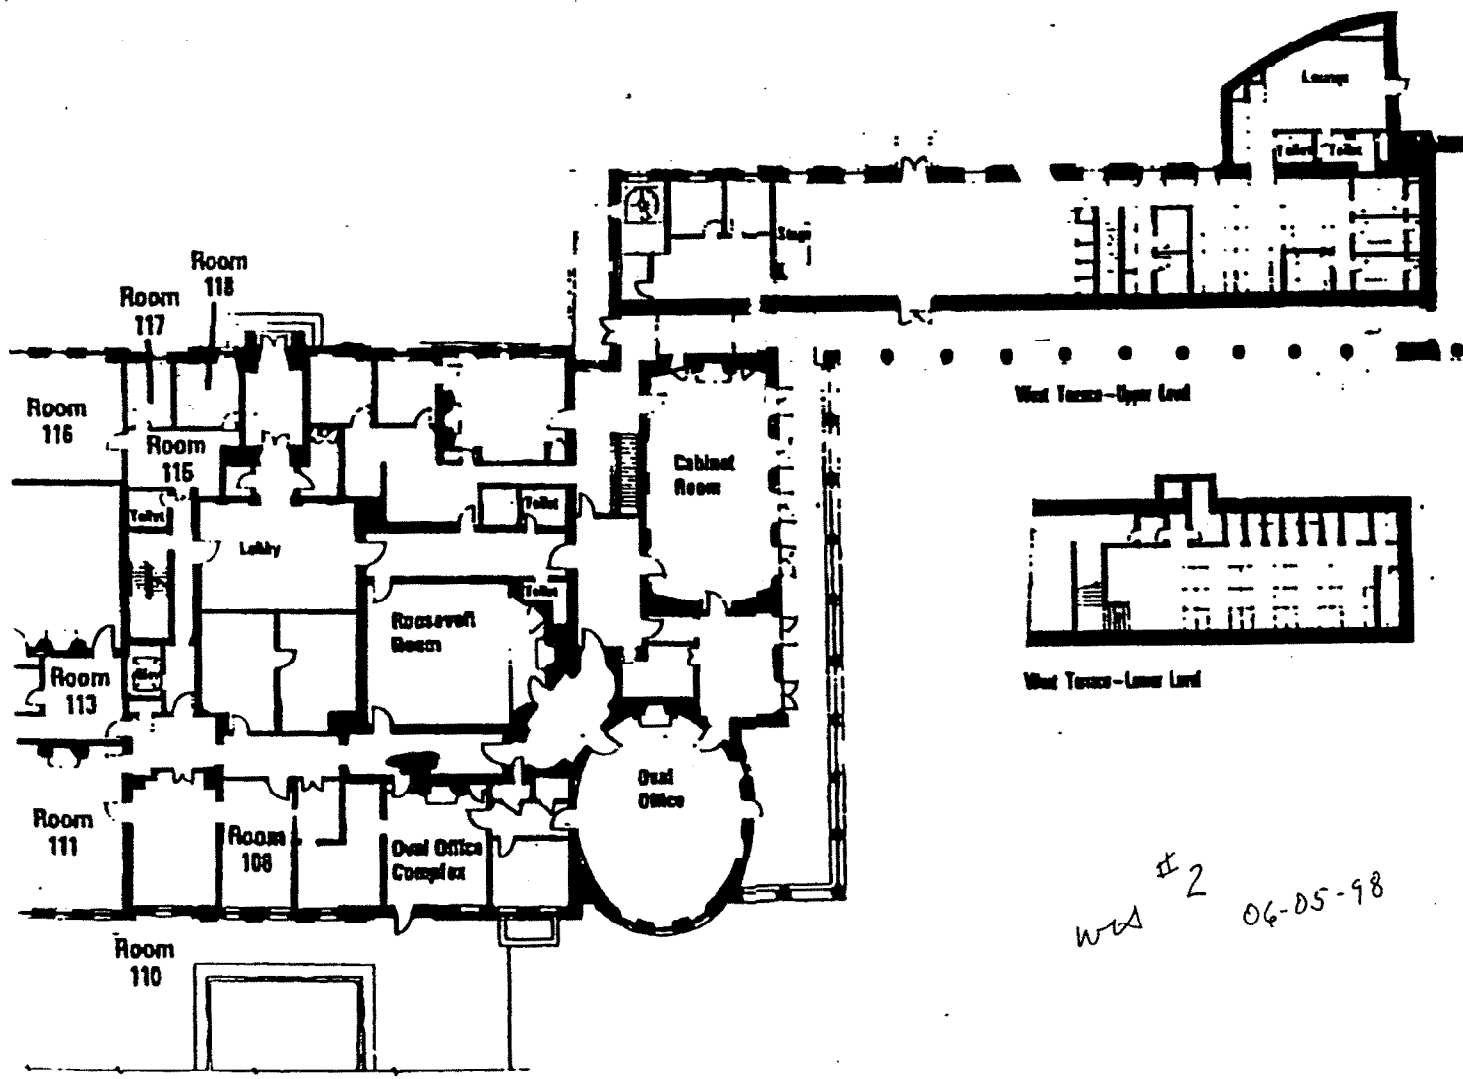 Lounge
Toilet Toilet
Stage
Room
118
Room
117
West Terrace-Upper Level
Room
116
Room
115
Cabinet
Room
Toilet
Toilet
Lobby
Toilet
Roosevelt
Room
West Terrace-Lower Level
Room
113
Elev
Oval
Office
Room
111
Room
108
Oval Office
Complex
#2
06-05-98
Room
110